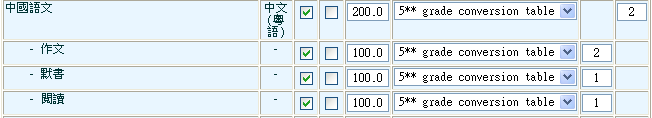 中國語文 中文(粵語) 200.0 5** grade conversion table 2
- 作文 - 100.0 5** grade conversion table 2
- 默書 - 100.0 5** grade conversion table 1
- 閱讀 - 100.0 5** grade conversion table 1